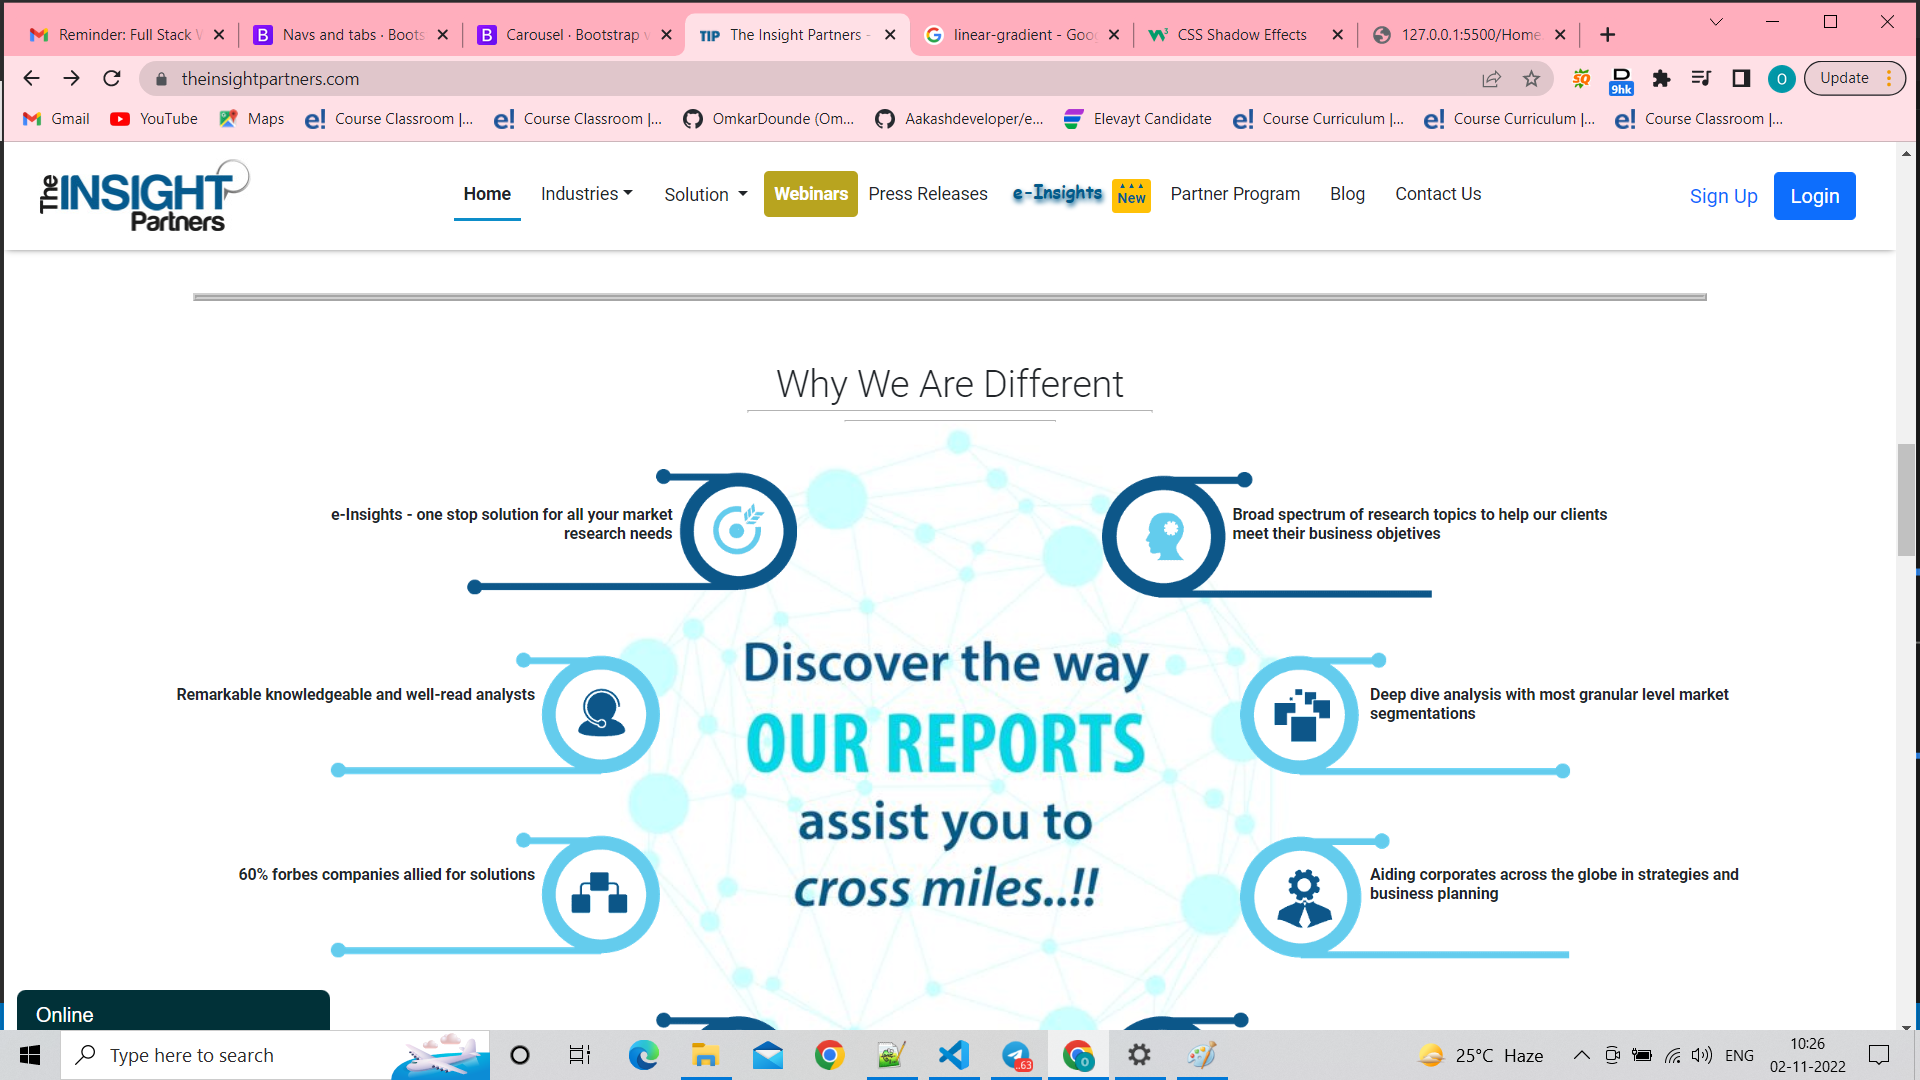 Reminder: Full Stack W
Navs and tabs · Boots
Carousel · Bootstrap v
TIP The Insight Partners -
linear-gradient - Goog
CSS Shadow Effects
127.0.0.1:5500/Home.
theinsightpartners.com
9hk
O
Update
Gmail
YouTube
Maps
e! Course Classroom |...
e! Course Classroom |...
OmkarDounde (Om...
Aakashdeveloper/e...
Elevayt Candidate
e! Course Curriculum |...
e! Course Curriculum |...
e! Course Classroom |...
The INSIGHT Partners
Home
Industries
Solution
Webinars
Press Releases
e-Insights
New
Partner Program
Blog
Contact Us
Sign Up
Login
Why We Are Different
e-Insights - one stop solution for all your market
research needs
Broad spectrum of research topics to help our clients
meet their business objetives
Discover the way
OUR REPORTS
assist you to
cross miles..!!
Remarkable knowledgeable and well-read analysts
Deep dive analysis with most granular level market
segmentations
60% forbes companies allied for solutions
Aiding corporates across the globe in strategies and
business planning
Online
Type here to search
..63
25°C Haze
ENG
10:26
02-11-2022